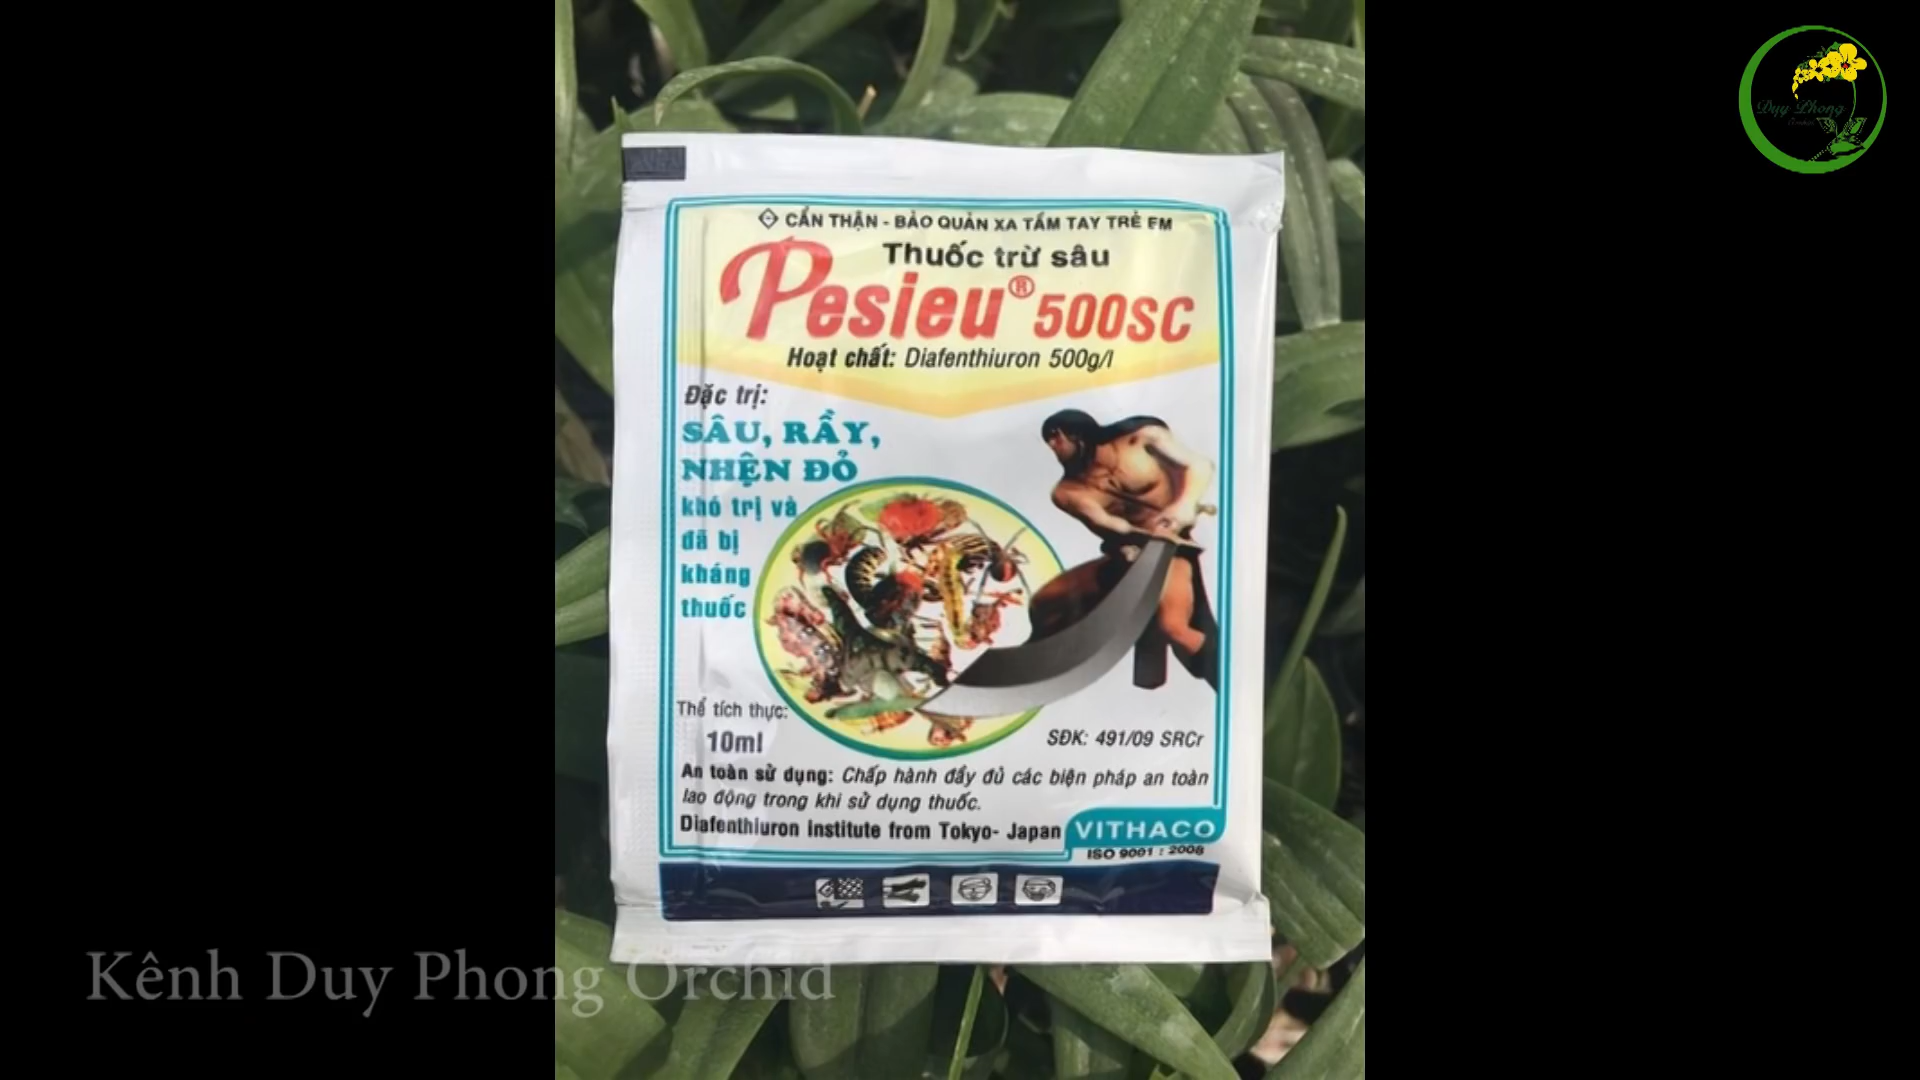 Duy Phong
CẨN THẬN - BẢO QUẢN XA TẦM TAY TRẺ EM
Thuốc trừ sâu
Pesieu® 500SC
Hoạt chất: Diafenthiuron 500g/l
Đặc trị:
SÂU, RẦY,
NHỆN ĐỎ
khó trị và
đã bị
kháng
thuốc
Thể tích thực:
10ml
SĐK: 491/09 SRCr
An toàn sử dụng: Chấp hành đầy đủ các biện pháp an toàn
lao động trong khi sử dụng thuốc.
Diafenthiuron institute from Tokyo- Japan
VITHACO
ISO 9001 : 2008
Kênh Duy Phong Orchid